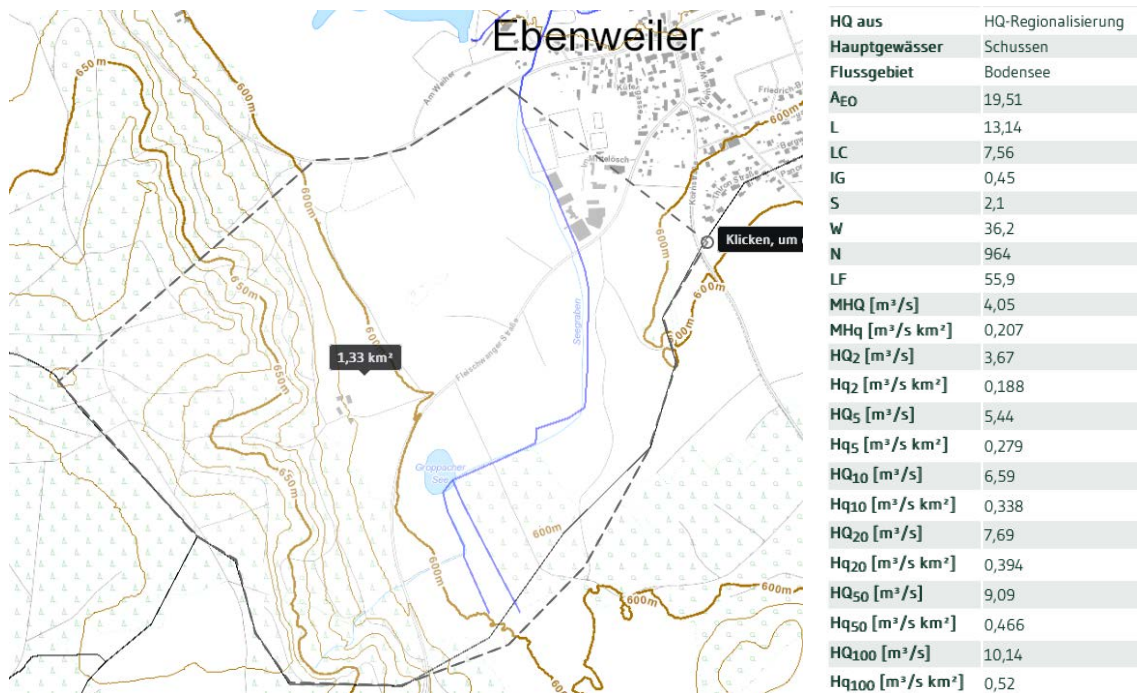 Ebenweiler
650 m
Am Weiher
600m
600m
Klicken, um
650m
Seegraben
600m
1,33 km²
Fleischwanger Straße
650m
650m
Groppacher
See
600m
600m
600m
600m
HQ aus HQ-Regionalisierung
Hauptgewässer Schussen
Flussgebiet Bodensee
AEO 19,51
L 13,14
LC 7,56
IG 0,45
S 2,1
W 36,2
N 964
LF 55,9
MHQ [m³/s] 4,05
MHq [m³/s km²] 0,207
HQ2 [m³/s] 3,67
Hq2 [m³/s km²] 0,188
HQ5 [m³/s] 5,44
Hq5 [m³/s km²] 0,279
HQ10 [m³/s] 6,59
Hq10 [m³/s km²] 0,338
HQ20 [m³/s] 7,69
Hq20 [m³/s km²] 0,394
HQ50 [m³/s] 9,09
Hq50 [m³/s km²] 0,466
HQ100 [m³/s] 10,14
Hq100 [m³/s km²] 0,52